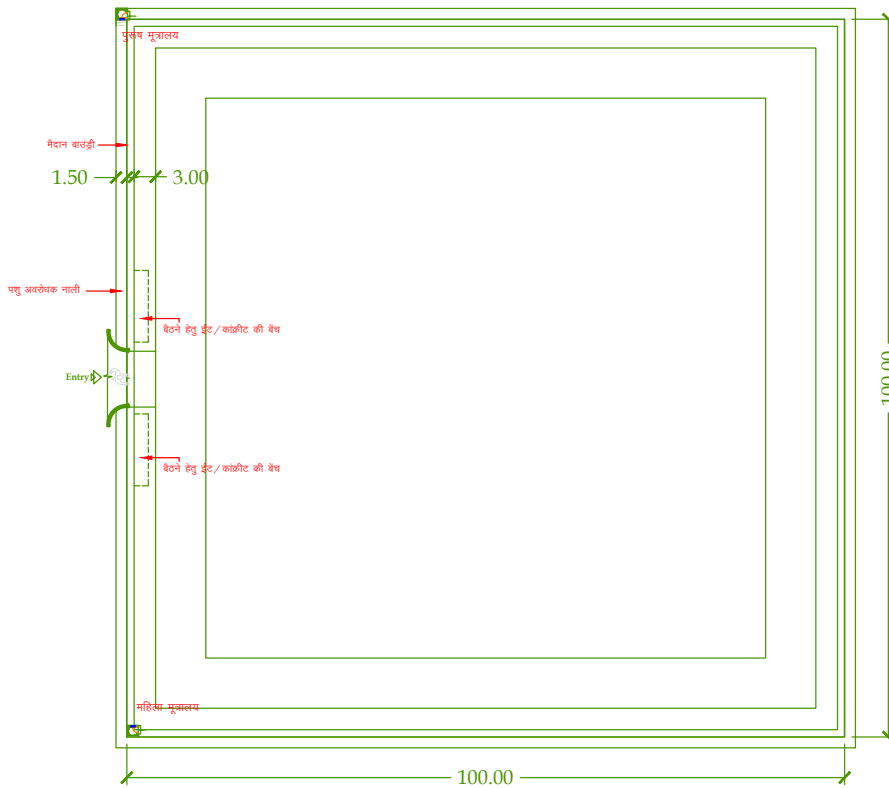 पुरूष मूत्रालय
मैदान बाउंड्री
1.50
3.00
पशु अवरोधक नाली
बैठने हेतु ईंट/कांक्रीट की बेंच
Entry
100.00
बैठने हेतु ईंट/कांक्रीट की बेंच
महिला मूत्रालय
100.00